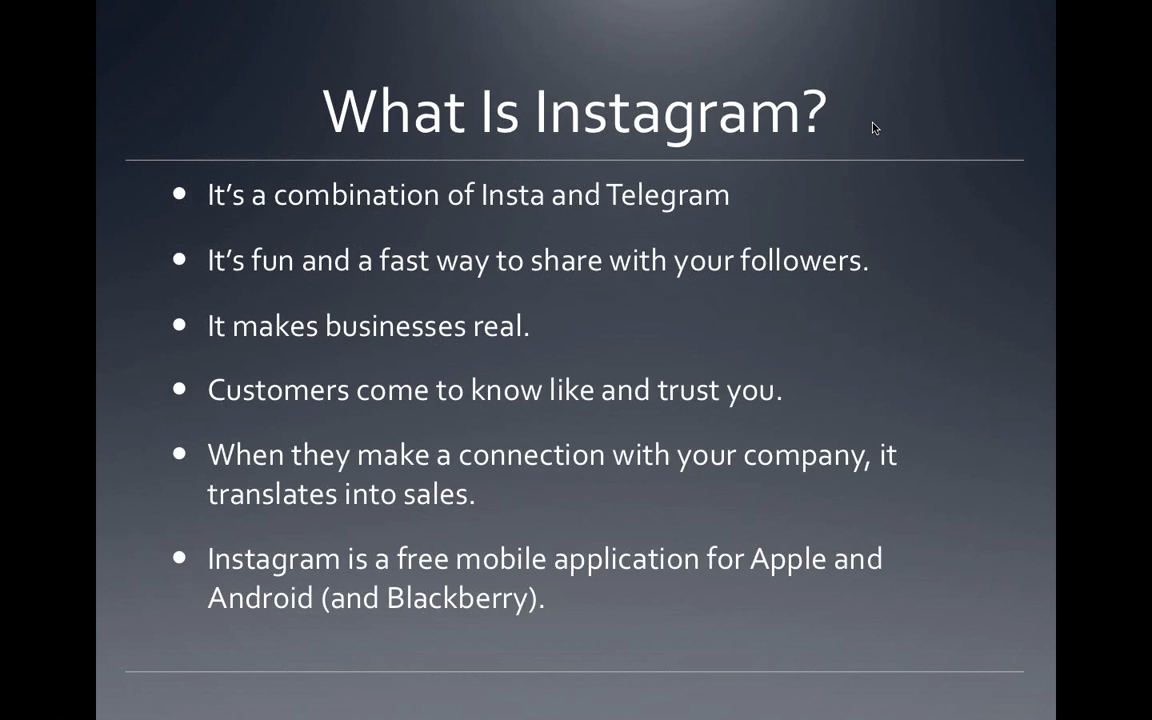 What Is Instagram?
• It’s a combination of Insta and Telegram
• It’s fun and a fast way to share with your followers.
• It makes businesses real.
• Customers come to know like and trust you.
• When they make a connection with your company, it
translates into sales.
• Instagram is a free mobile application for Apple and
Android (and Blackberry).